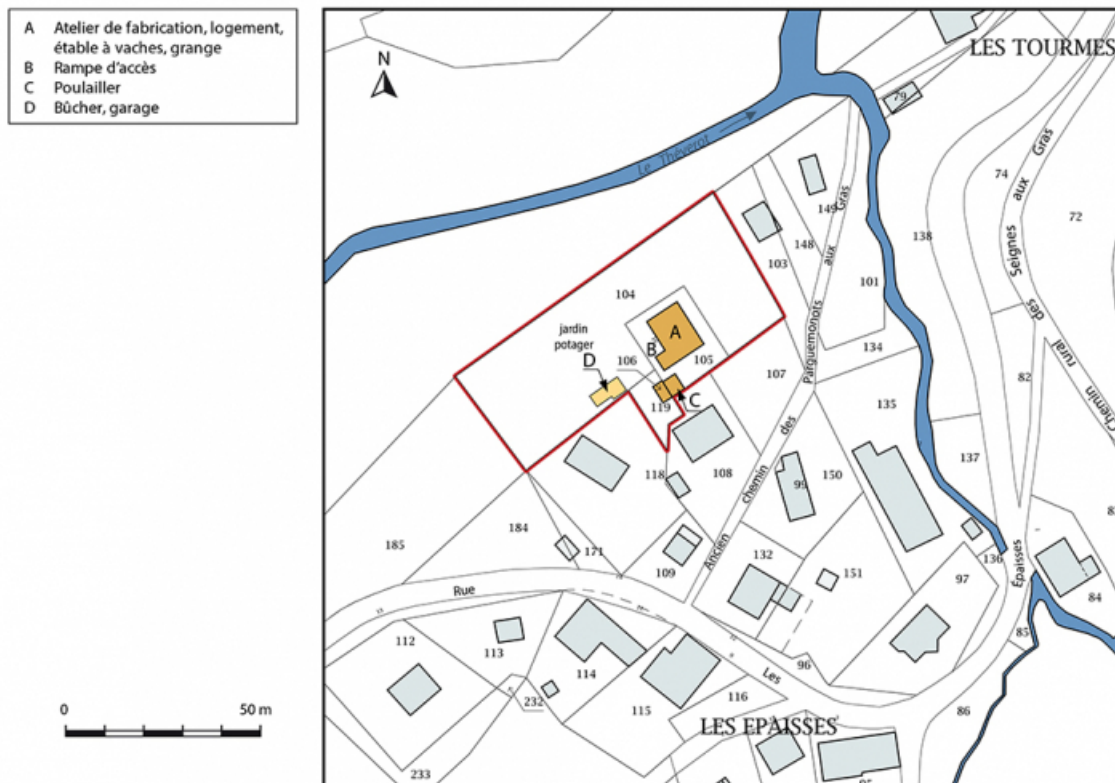 A Atelier de fabrication, logement,
étable à vaches, grange
B Rampe d'accès
C Poulailler
D Bûcher, garage
N
LES TOURMES
79
Le Théverot
Chemin rural des Seignes aux Gras
74
72
149
148
138
103
101
104
jardin
potager
A
B
D
106
105
C
119
107
134
Ancien chemin des Parguemonots aux Gras
82
135
118
108
99
150
137
184
185
171
109
132
151
136
97
Épaisses
84
85
Rue
Les
112
113
114
96
232
115
116
86
233
LES EPAISSES
0 50 m